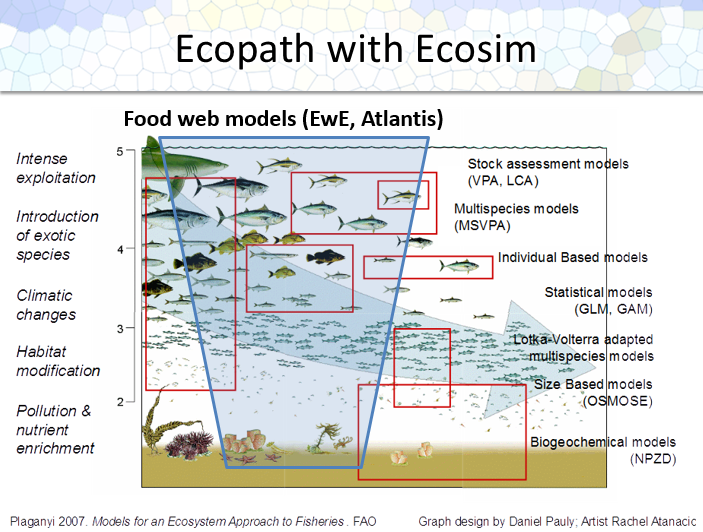 Ecopath with Ecosim
Food web models (EwE, Atlantis)
Intense
exploitation
Introduction
of exotic
species
Climatic
changes
Habitat
modification
Pollution &
nutrient
enrichment
5
4
3
2
Stock assessment models
(VPA, LCA)
Multispecies models
(MSVPA)
Individual Based models
Statistical models
(GLM, GAM)
Lotka-Volterra adapted
multispecies models
Size Based models
(OSMOSE)
Biogeochemical models
(NPZD)
Plaganyi 2007. Models for an Ecosystem Approach to Fisheries . FAO
Graph design by Daniel Pauly; Artist Rachel Atanacic